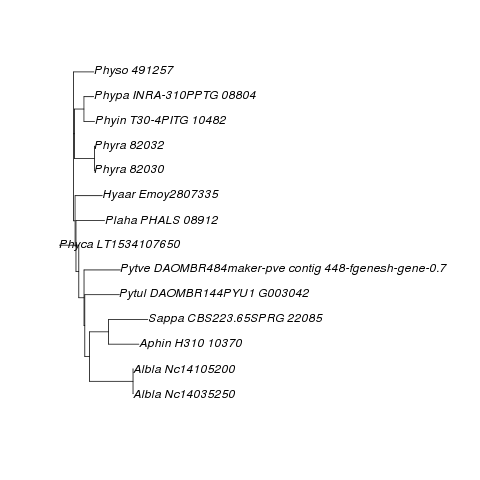 Physo 491257
Phypa INRA-310PPTG 08804
Phyin T30-4PITG 10482
Phyra 82032
Phyra 82030
Hyaar Emoy2807335
Plaha PHALS 08912
Phyca LT1534107650
Pytve DAOMBR484maker-pve contig 448-fgenesh-gene-0.7
Pytul DAOMBR144PYU1 G003042
Sappa CBS223.65SPRG 22085
Aphin H310 10370
Albla Nc14105200
Albla Nc14035250